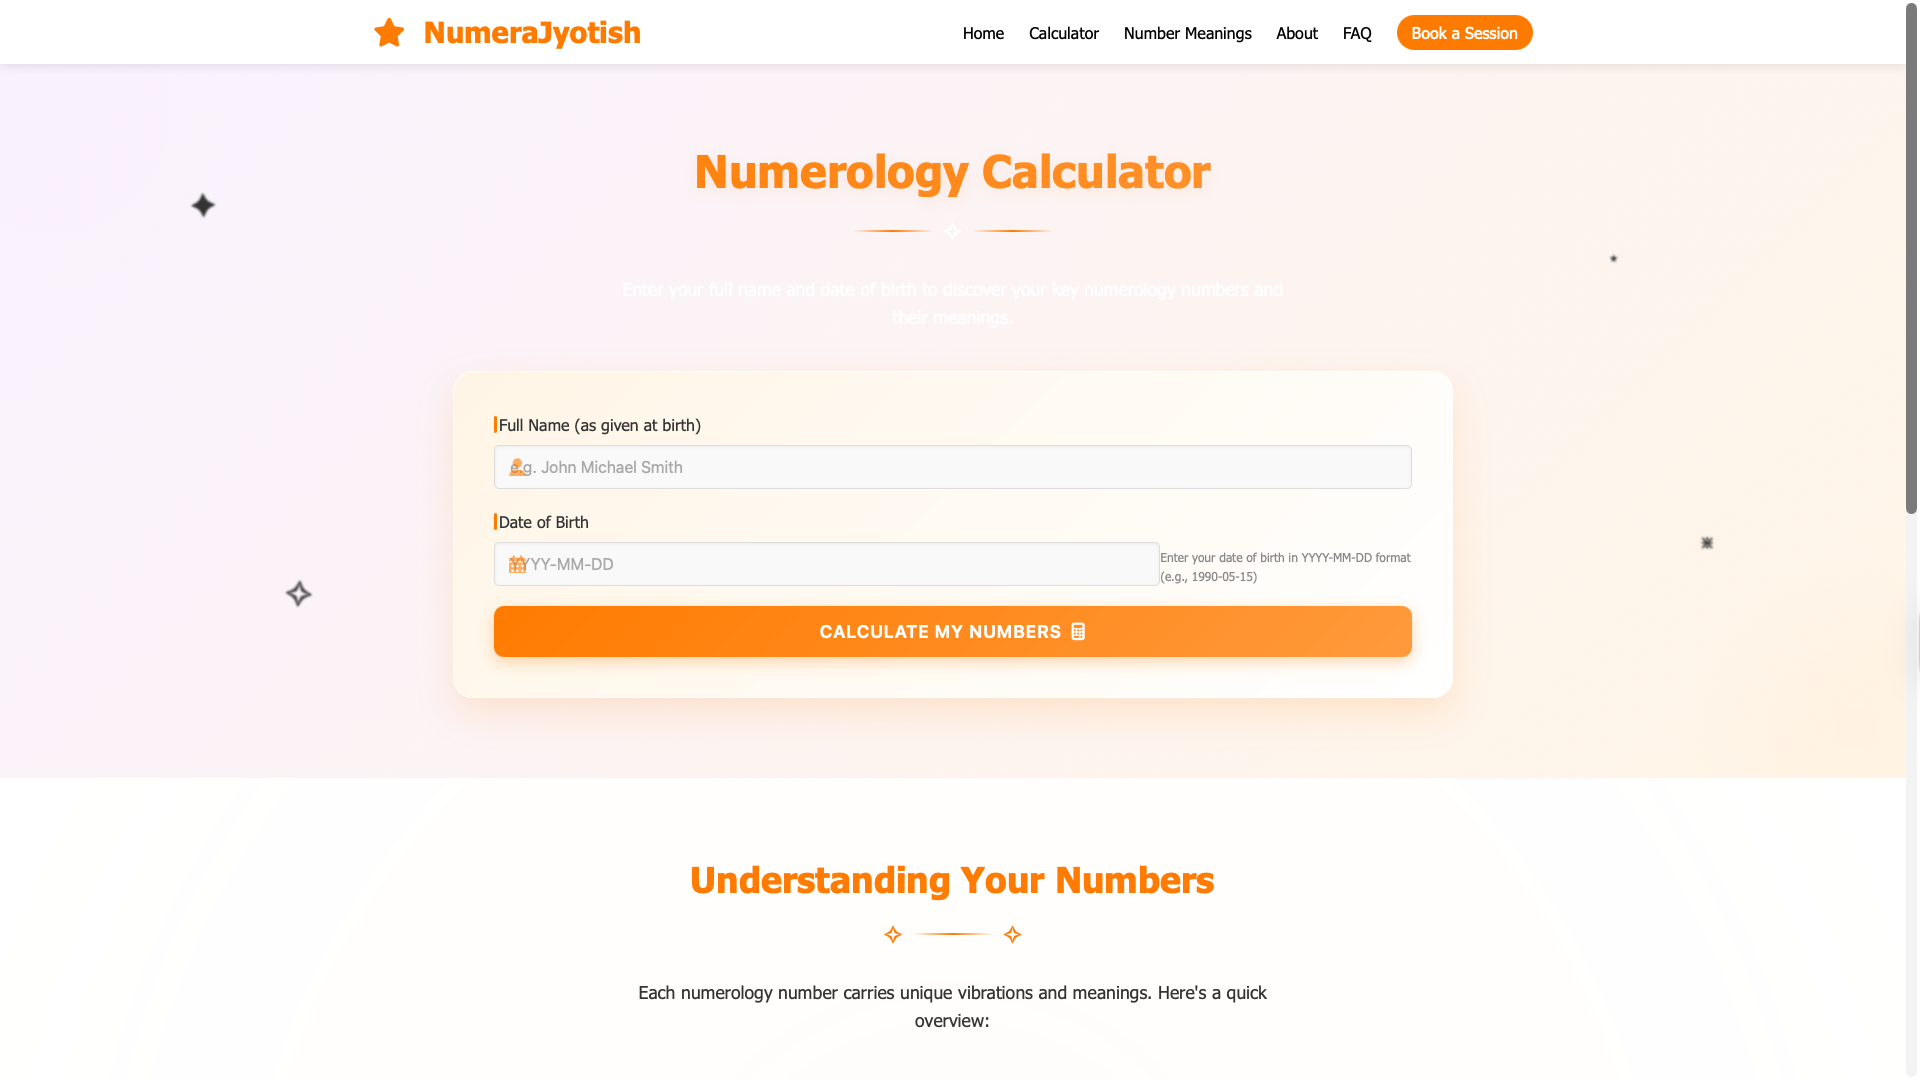 NumeraJyotish
Home
Calculator
Number Meanings
About
FAQ
Book a Session
Numerology Calculator
Enter your full name and date of birth to discover your key numerology numbers and
their meanings.
Full Name (as given at birth)
e.g. John Michael Smith
Date of Birth
YYYY-MM-DD
Enter your date of birth in YYYY-MM-DD format
(e.g., 1990-05-15)
CALCULATE MY NUMBERS
Understanding Your Numbers
Each numerology number carries unique vibrations and meanings. Here's a quick
overview: